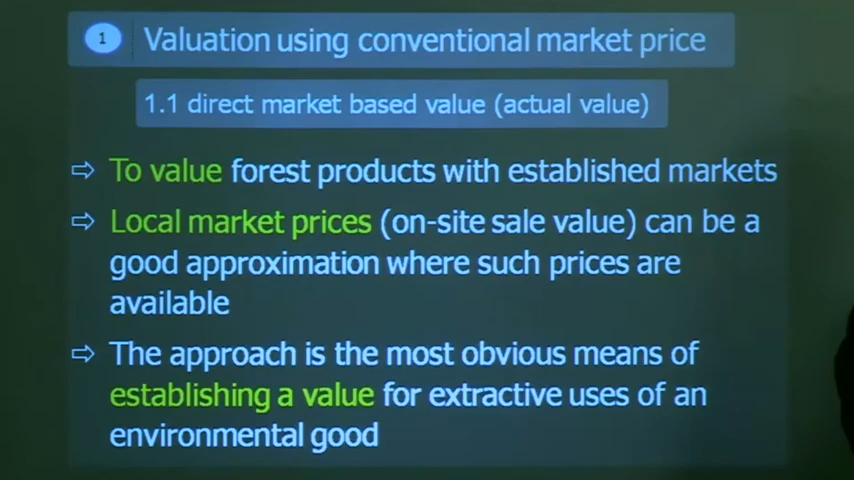 1 Valuation using conventional market price
1.1 direct market based value (actual value)
⇨ To value forest products with established markets
⇨ Local market prices (on-site sale value) can be a
good approximation where such prices are
available
⇨ The approach is the most obvious means of
establishing a value for extractive uses of an
environmental good